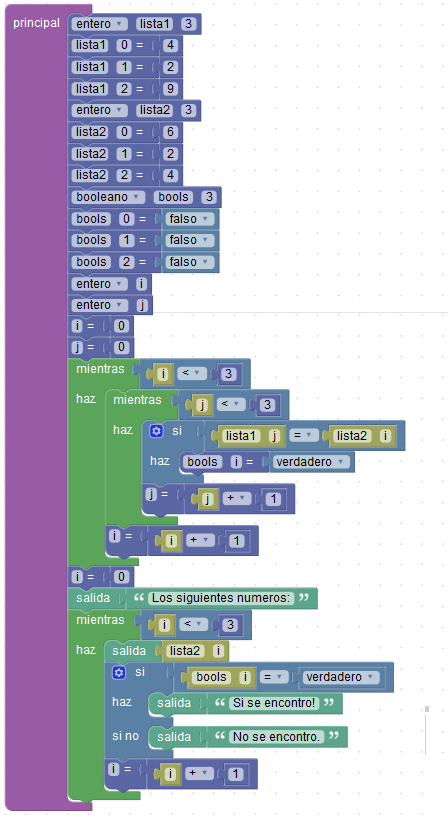 principal entero lista1 3
lista1 0 = 4
lista1 1 = 2
lista1 2 = 9
entero lista2 3
lista2 0 = 6
lista2 1 = 2
lista2 2 = 4
booleano bools 3
bools 0 = falso
bools 1 = falso
bools 2 = falso
entero i
entero j
i = 0
j = 0
mientras i < 3
haz mientras j < 3
haz si lista1 j = lista2 i
haz bools i = verdadero
j = j + 1
i = i + 1
i = 0
salida “ Los siguientes numeros: ”
mientras i < 3
haz salida lista2 i
si bools i = verdadero
haz salida “ Si se encontro! ”
si no salida “ No se encontro. ”
i = i + 1